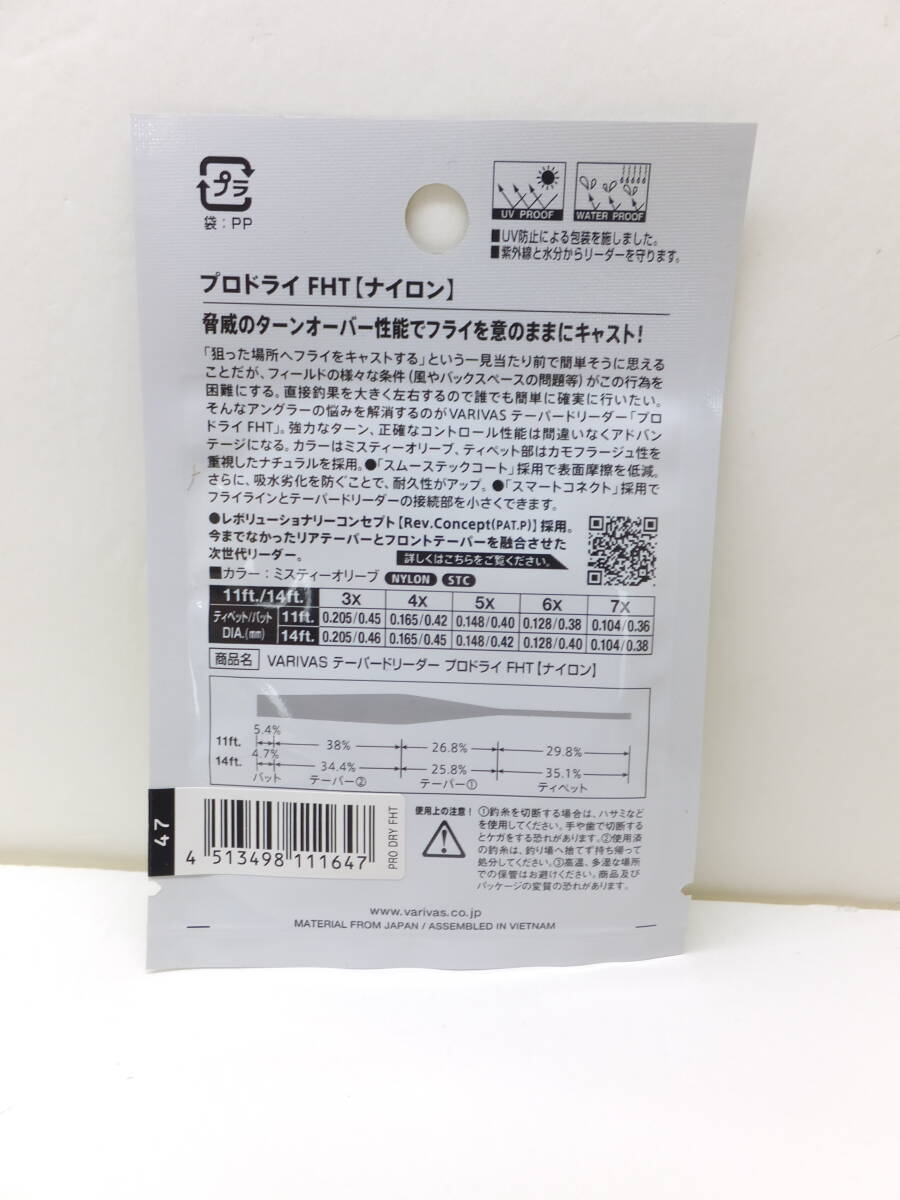 プラ
袋：PP
UV PROOF
WATER PROOF
■UV防止による包装を施しました。
■紫外線と水分からリーダーを守ります。
プロドライ FHT【ナイロン】
脅威のターンオーバー性能でフライを意のままにキャスト！
「狙った場所へフライをキャストする」という一見当たり前で簡単そうに思える
ことだが、フィールドの様々な条件（風やバックスペースの問題等）がこの行為を
困難にする。直接釣果を大きく左右するので誰でも簡単に確実に行いたい。
そんなアングラーの悩みを解消するのがVARIVAS テーパードリーダー「プロ
ドライ FHT」。強力なターン、正確なコントロール性能は間違いなくアドバン
テージになる。カラーはミスティーオリーブ、ティペット部はカモフラージュ性を
重視したナチュラルを採用。●「スムーステックコート」採用で表面摩擦を低減。
さらに、吸水劣化を防ぐことで、耐久性がアップ。●「スマートコネクト」採用で
フライラインとテーパードリーダーの接続部を小さくできます。
●レボリューショナリーコンセプト【Rev.Concept(PAT.P)】採用。
今までなかったリアテーパーとフロントテーパーを融合させた
次世代リーダー。
詳しくはこちらをご覧ください。
■カラー：ミスティーオリーブ NYLON STC
11ft./14ft. 3X 4X 5X 6X 7X
ティペット/バット DIA.(mm)
11ft. 0.205/0.45 0.165/0.42 0.148/0.40 0.128/0.38 0.104/0.36
14ft. 0.205/0.46 0.165/0.45 0.148/0.42 0.128/0.40 0.104/0.38
商品名 VARIVAS テーパードリーダー プロドライ FHT【ナイロン】
11ft. 5.4% 38% 26.8% 29.8%
14ft. 4.7% 34.4% 25.8% 35.1%
バット テーパー② テーパー① ティペット
47
4 513498 111647
PRO DRY FHT
使用上の注意！
①釣糸を切断する場合は、ハサミなど
を使用してください。手や歯で切断する
とケガをする恐れがあります。②使用済
の釣糸は、釣り場へ捨てず持ち帰って
処分してください。③高温、多湿な場所
での保管はお避けください。商品及び
パッケージの変質の恐れがあります。
www.varivas.co.jp
MATERIAL FROM JAPAN / ASSEMBLED IN VIETNAM